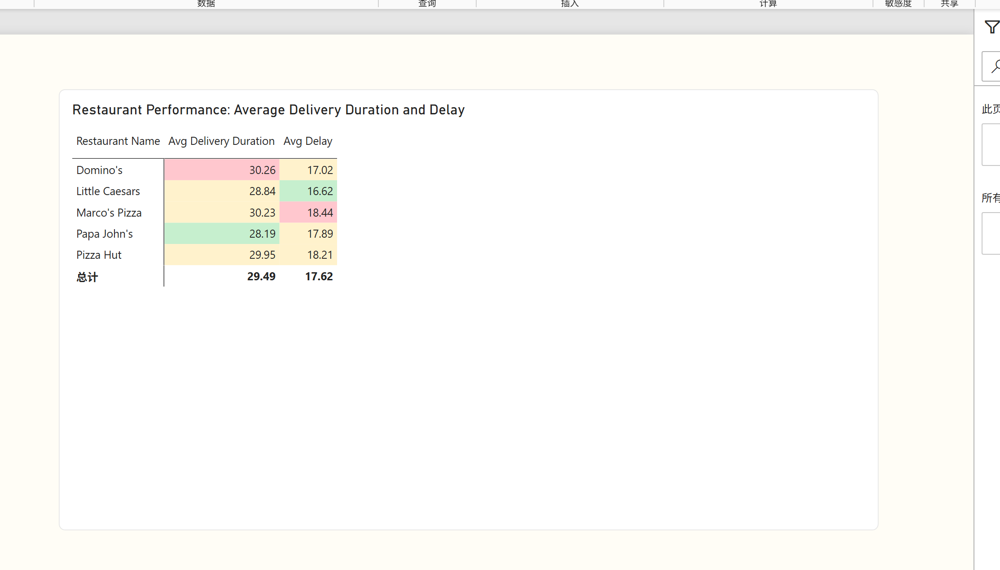 数据 查询 插入 计算 敏感度 共享
此页
所有
Restaurant Performance: Average Delivery Duration and Delay
Restaurant Name Avg Delivery Duration Avg Delay
Domino's 30.26 17.02
Little Caesars 28.84 16.62
Marco's Pizza 30.23 18.44
Papa John's 28.19 17.89
Pizza Hut 29.95 18.21
总计 29.49 17.62